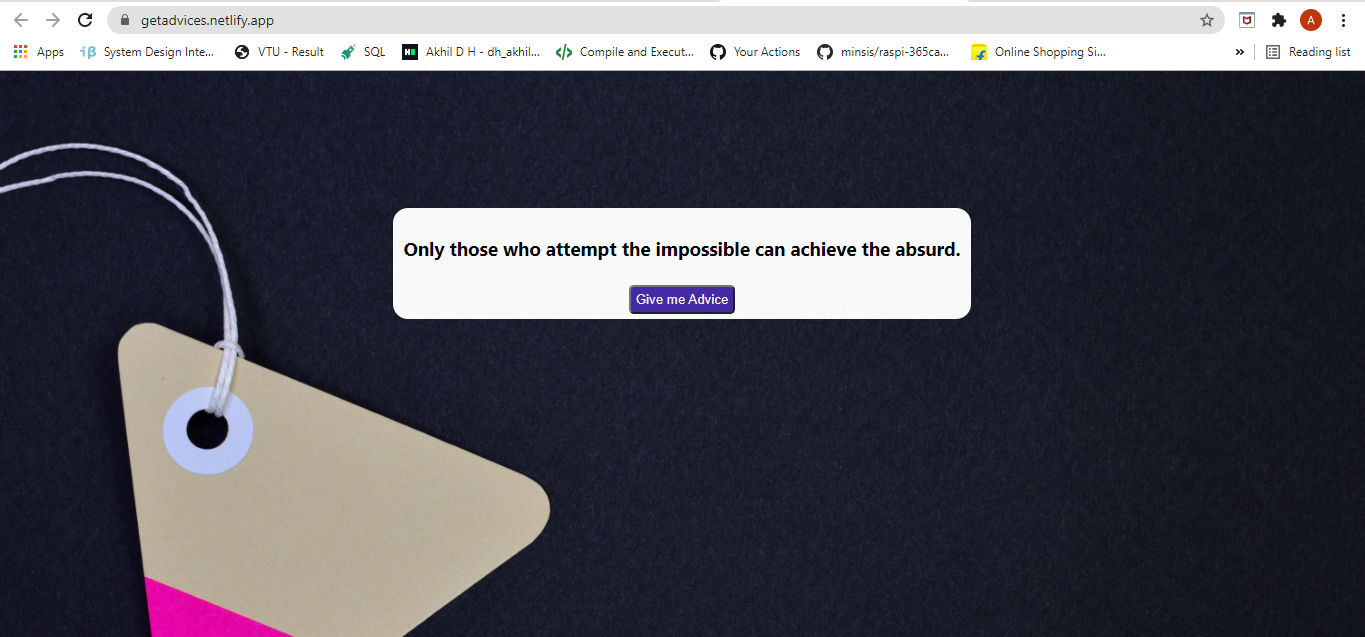 getadvices.netlify.app
A
Apps
System Design Inte...
VTU - Result
SQL
H
Akhil D H - dh_akhil...
Compile and Execut...
Your Actions
minsis/raspi-365ca...
Online Shopping Si...
»
Reading list
Only those who attempt the impossible can achieve the absurd.
Give me Advice